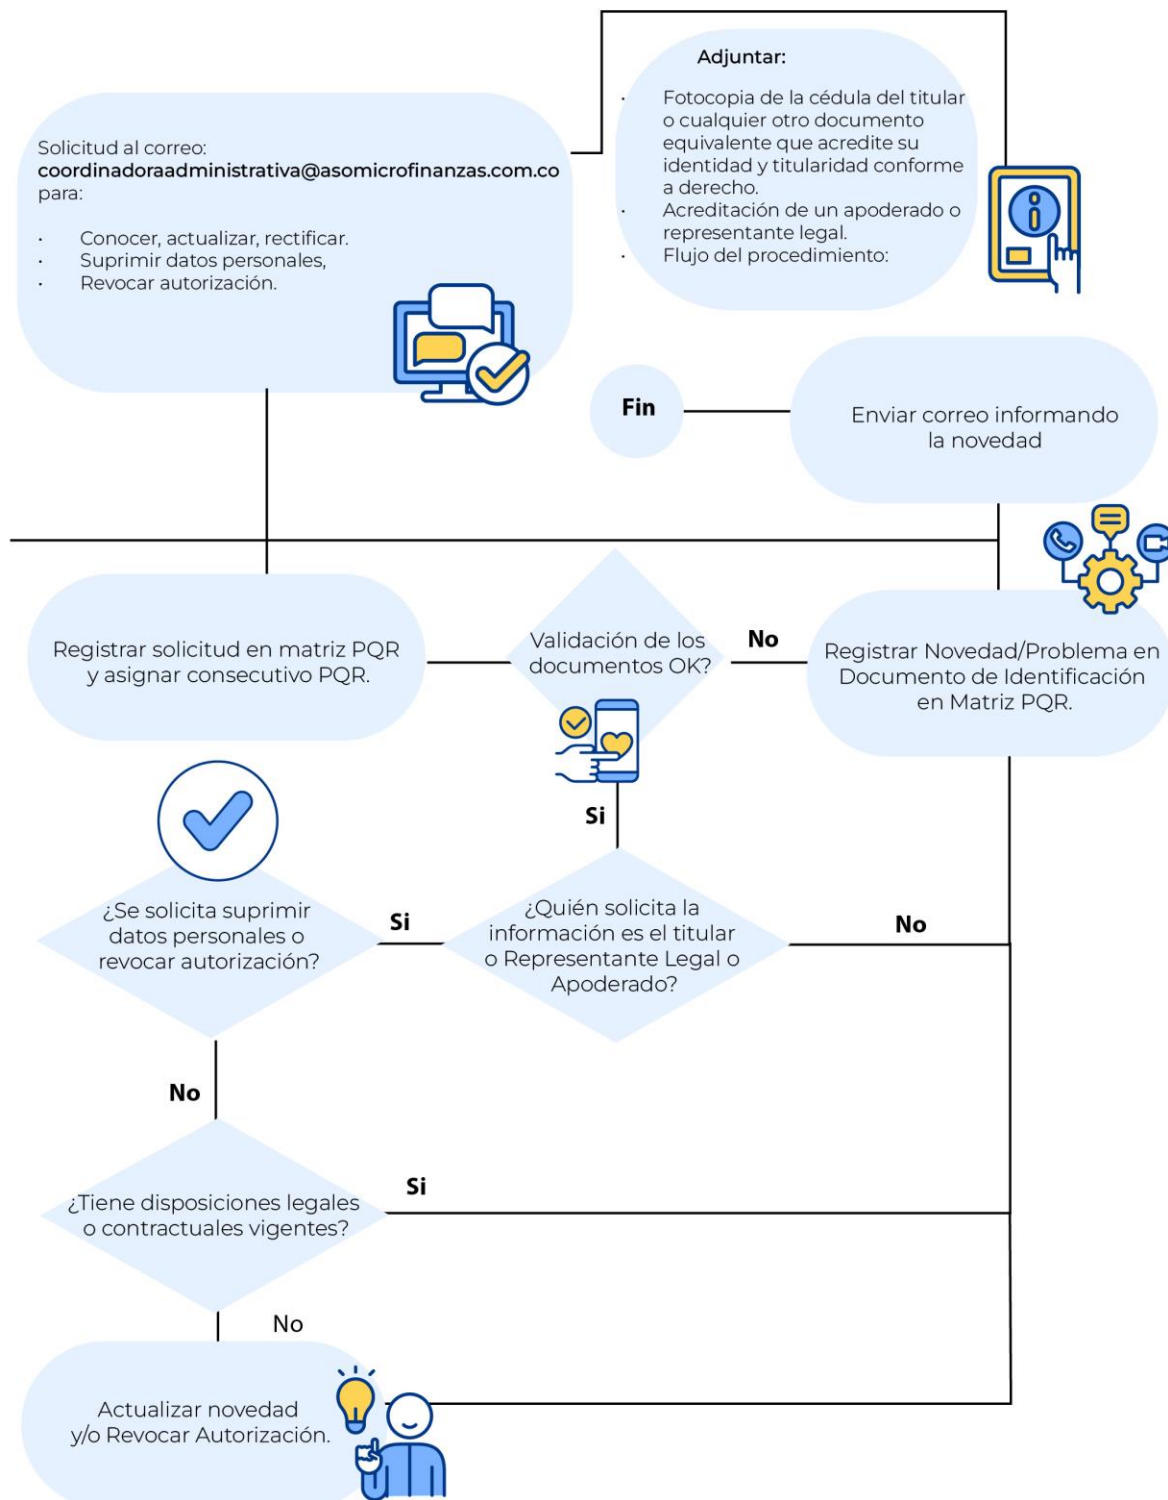 Solicitud al correo:
coordinadoraadministrativa@asomicrofinanzas.com.co
para:
· Conocer, actualizar, rectificar.
· Suprimir datos personales,
· Revocar autorización.
Adjuntar:
· Fotocopia de la cédula del titular
o cualquier otro documento
equivalente que acredite su
identidad y titularidad conforme
a derecho.
· Acreditación de un apoderado o
representante legal.
· Flujo del procedimiento:
Fin
Enviar correo informando
la novedad
Registrar solicitud en matriz PQR
y asignar consecutivo PQR.
Validación de los
documentos OK?
No
Registrar Novedad/Problema en
Documento de Identificación
en Matriz PQR.
Si
¿Se solicita suprimir
datos personales o
revocar autorización?
Si
¿Quién solicita la
información es el titular
o Representante Legal o
Apoderado?
No
No
¿Tiene disposiciones legales
o contractuales vigentes?
Si
No
Actualizar novedad
y/o Revocar Autorización.